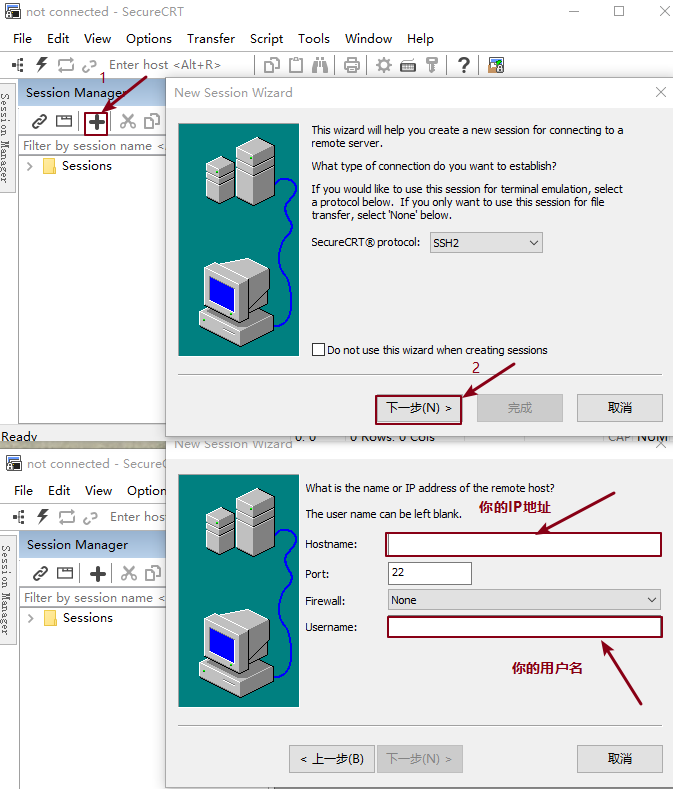 not connected - SecureCRT
File Edit View Options Transfer Script Tools Window Help
Enter host <Alt+R>
1
Session Manager
Session Manager
Filter by session name <
Sessions
New Session Wizard
This wizard will help you create a new session for connecting to a
remote server.
What type of connection do you want to establish?
If you would like to use this session for terminal emulation, select
a protocol below. If you only want to use this session for file
transfer, select 'None' below.
SecureCRT® protocol: SSH2
Do not use this wizard when creating sessions
2
下一步(N) > 完成 取消
Ready 0, 0 0 Rows, 0 Cols CAP NUM
not connected - SecureC
File Edit View Option
Enter hos
Session Manager
Session Manager
Filter by session name <
Sessions
New Session Wizard
What is the name or IP address of the remote host?
The user name can be left blank.
你的IP地址
Hostname:
Port: 22
Firewall: None
Username:
你的用户名
< 上一步(B) 下一步(N) > 取消